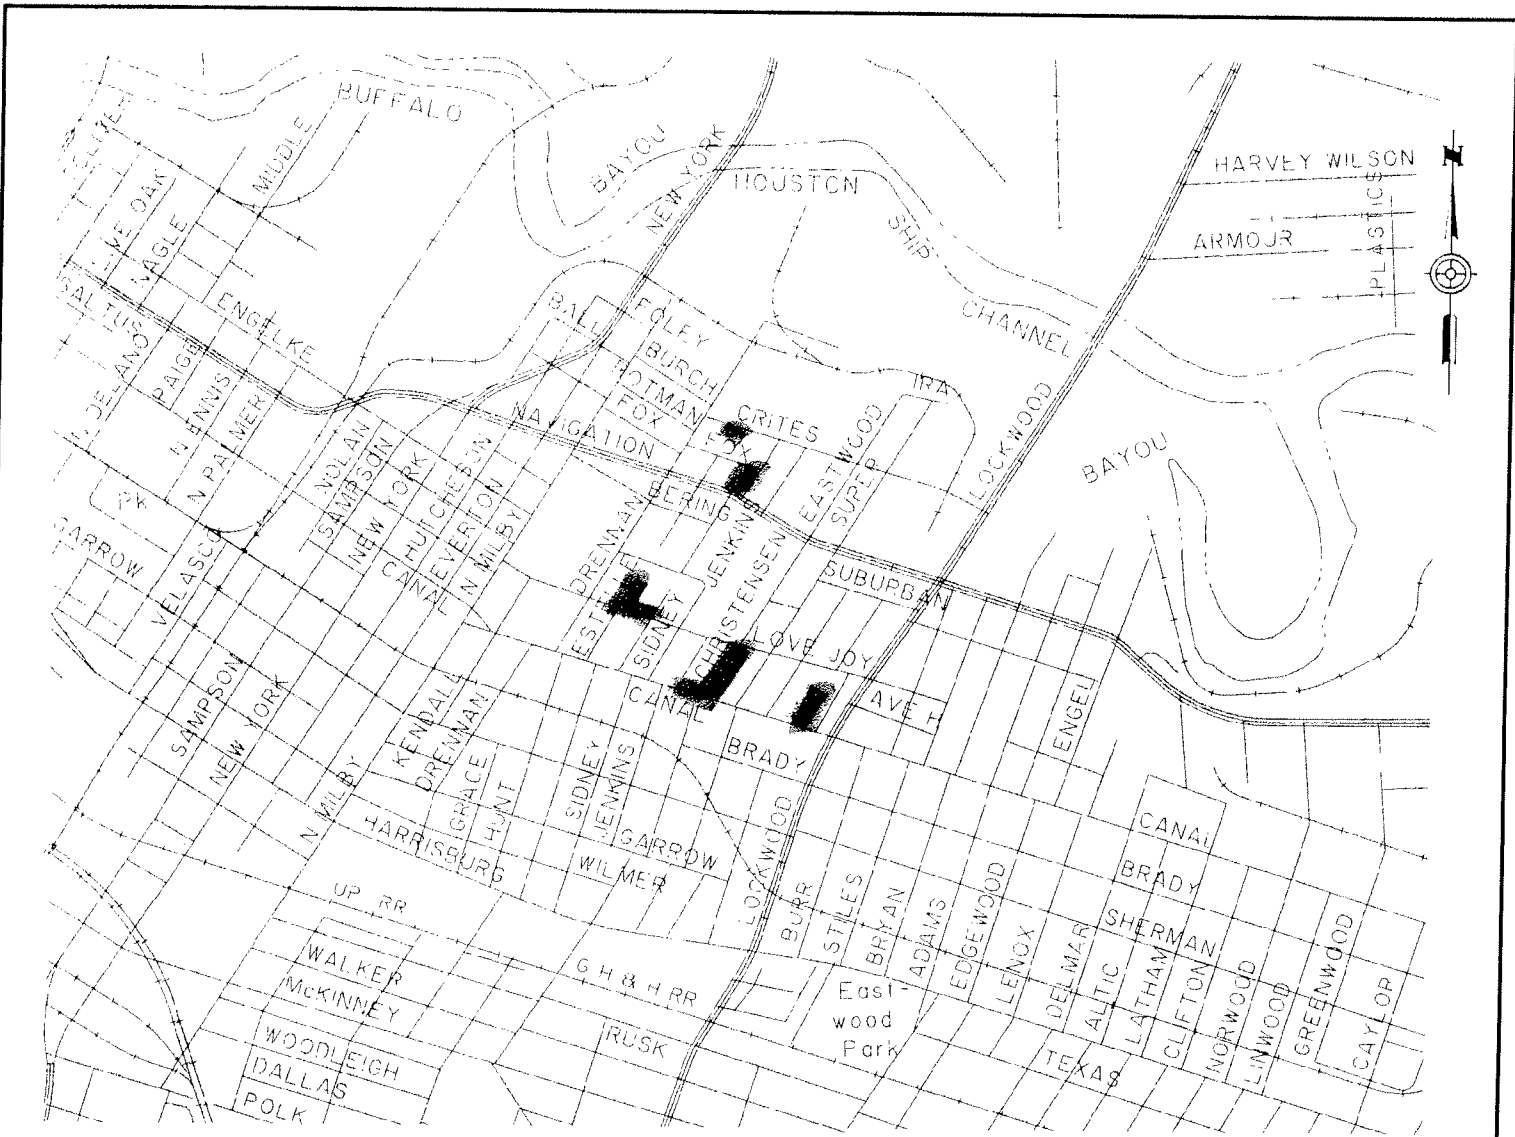 BUFFALO
BAYOU
NEW YORK
HOUSTON
SHIP
CHANNEL
HARVEY WILSON
PLASTICS
ARMOUR
N
MIDDLE
LIVE OAK
NAGLE
ENGELKE
SALTUS
N. DELANO
PAIGE
N ENNIS
N PALMER
BALL
FOLEY
BURCH
ROTMAN
FOX
NAVIGATION
CRITES
FOX
IRA
EASTWOOD
SUPER
LOCKWOOD
BAYOU
BERING
NOLAN
SAMPSON
NEW YORK
HUTCHESON
EVERTON
N MILBY
CANAL
PK
GARROW
VELASCO
DRENNAN
ESTELLE
SIDNEY
JENKINS
CHRISTENSEN
SUBURBAN
LOVE JOY
AVE H
CANAL
BRADY
ENGEL
SAMPSON
NEW YORK
N MILBY
KENDALL
DRENNAN
GRACE
HUNT
SIDNEY
JENKINS
GARROW
WILMER
HARRISBURG
LOCKWOOD
BURR
STILES
BRYAN
ADAMS
EDGEWOOD
LENOX
DELMAR
ALTIC
LATHAM
CLIFTON
NORWOOD
LINWOOD
GREENWOOD
CAYLOR
CANAL
BRADY
SHERMAN
UP RR
G H & H RR
WALKER
McKINNEY
WOODLEIGH
DALLAS
POLK
RUSK
East-
wood
Park
TEXAS